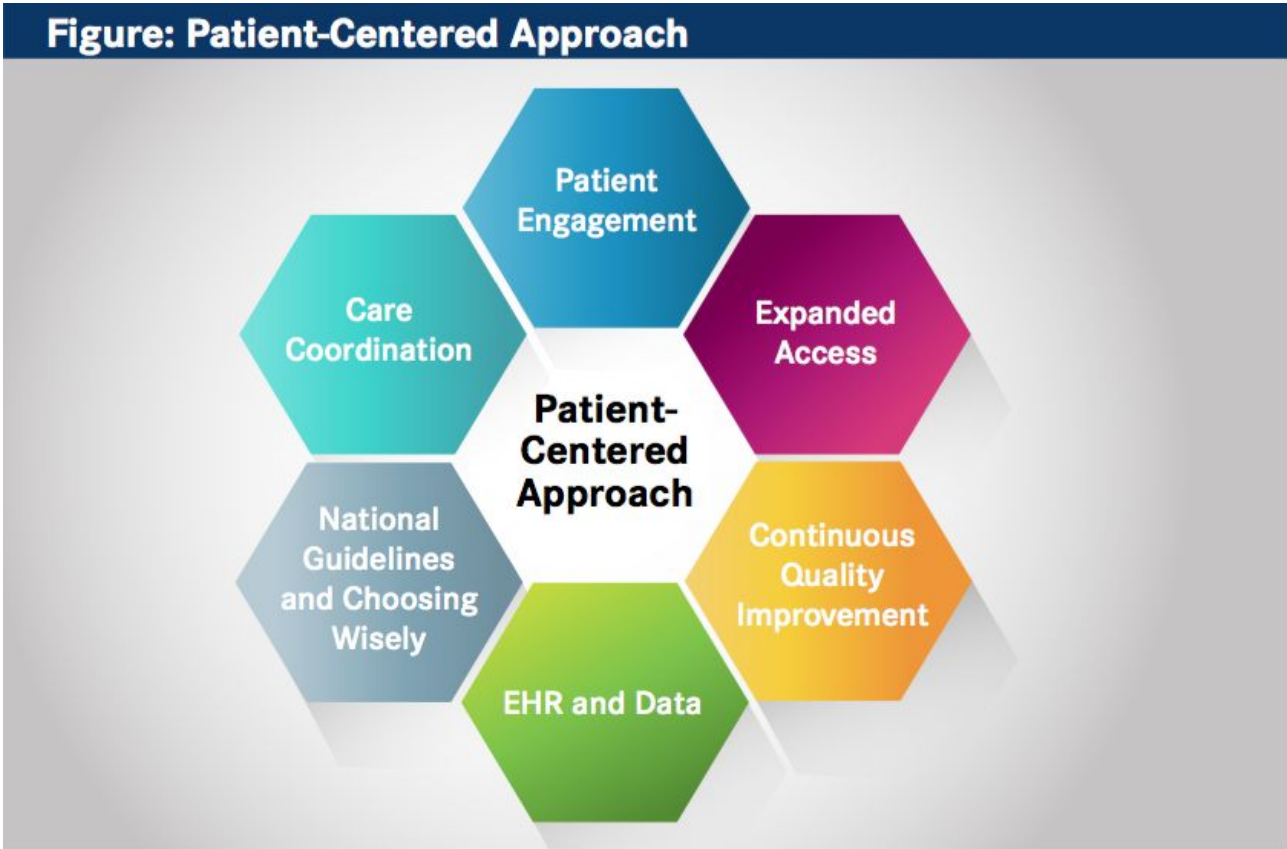 Figure: Patient-Centered Approach
Patient
Engagement
Expanded
Access
Care
Coordination
Patient-
Centered
Approach
National
Guidelines
and Choosing
Wisely
Continuous
Quality
Improvement
EHR and Data